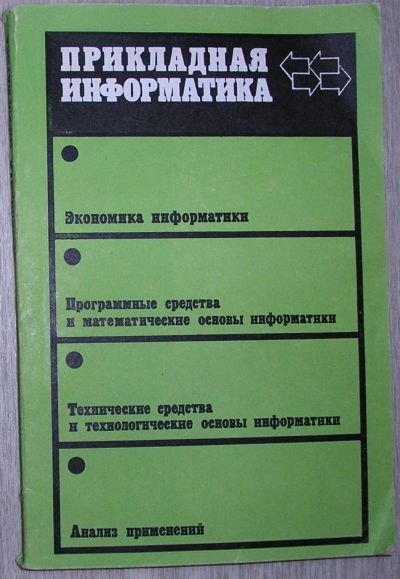 ПРИКЛАДНАЯ
ИНФОРМАТИКА
Экономика информатики
Программные средства
и математические основы информатики
Технические средства
и технологические основы информатики
Анализ применений